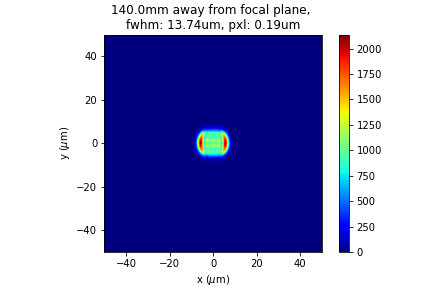 140.0mm away from focal plane,
fwhm: 13.74um, pxl: 0.19um
40
20
0
−20
−40
y (μm)
−40 −20 0 20 40
x (μm)
2000
1750
1500
1250
1000
750
500
250
0